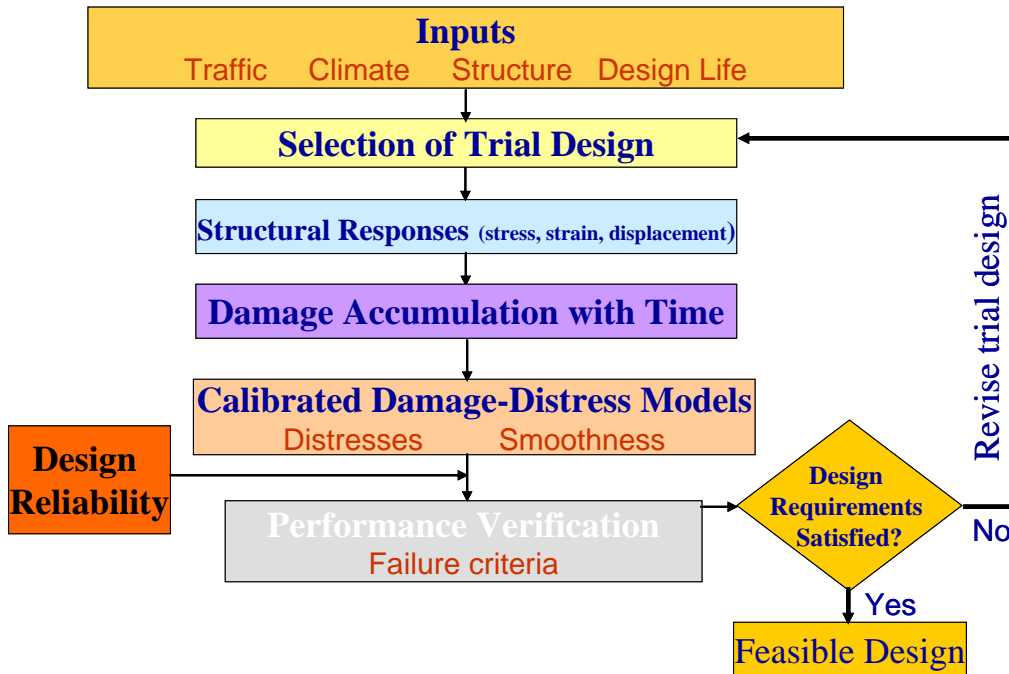 Inputs
Traffic Climate Structure Design Life
Selection of Trial Design
Structural Responses (stress, strain, displacement)
Damage Accumulation with Time
Calibrated Damage-Distress Models
Distresses Smoothness
Design
Reliability
Performance Verification
Failure criteria
Design
Requirements
Satisfied?
Revise trial design
No
Yes
Feasible Design